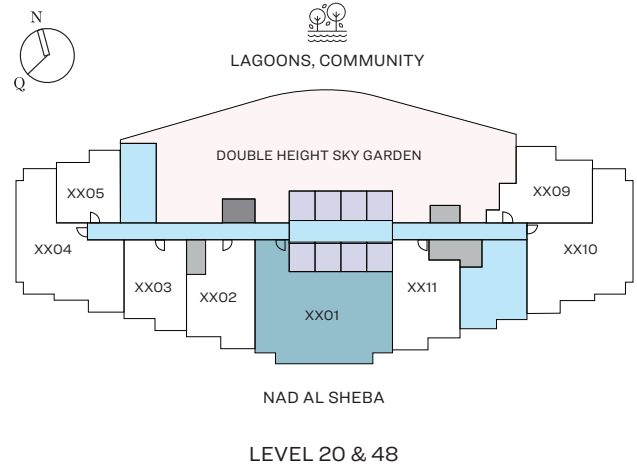 N
Q
LAGOONS, COMMUNITY
DOUBLE HEIGHT SKY GARDEN
XX05
XX09
XX04
XX10
XX03
XX02
XX11
XX01
NAD AL SHEBA
LEVEL 20 & 48